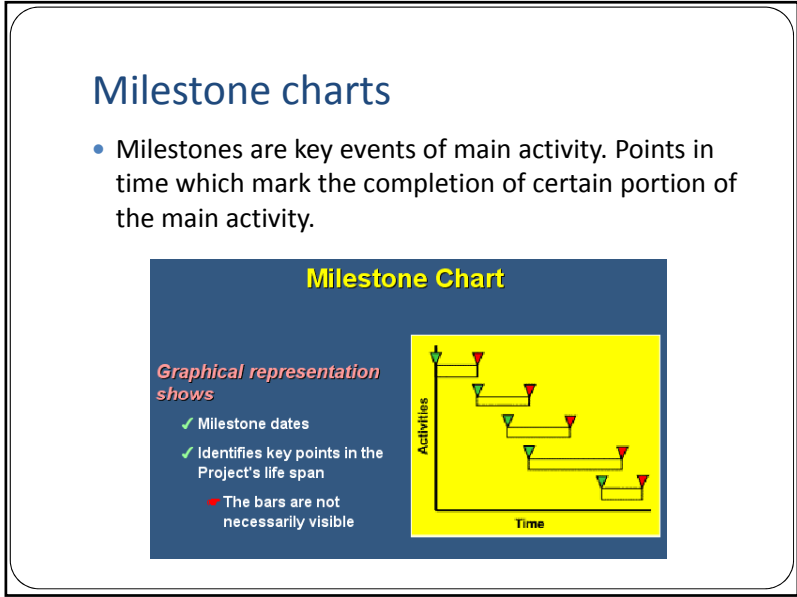 Milestone charts
• Milestones are key events of main activity. Points in
time which mark the completion of certain portion of
the main activity.
Milestone Chart
Graphical representation
shows
✓ Milestone dates
✓ Identifies key points in the
Project's life span
☛ The bars are not
necessarily visible
Activities
Time